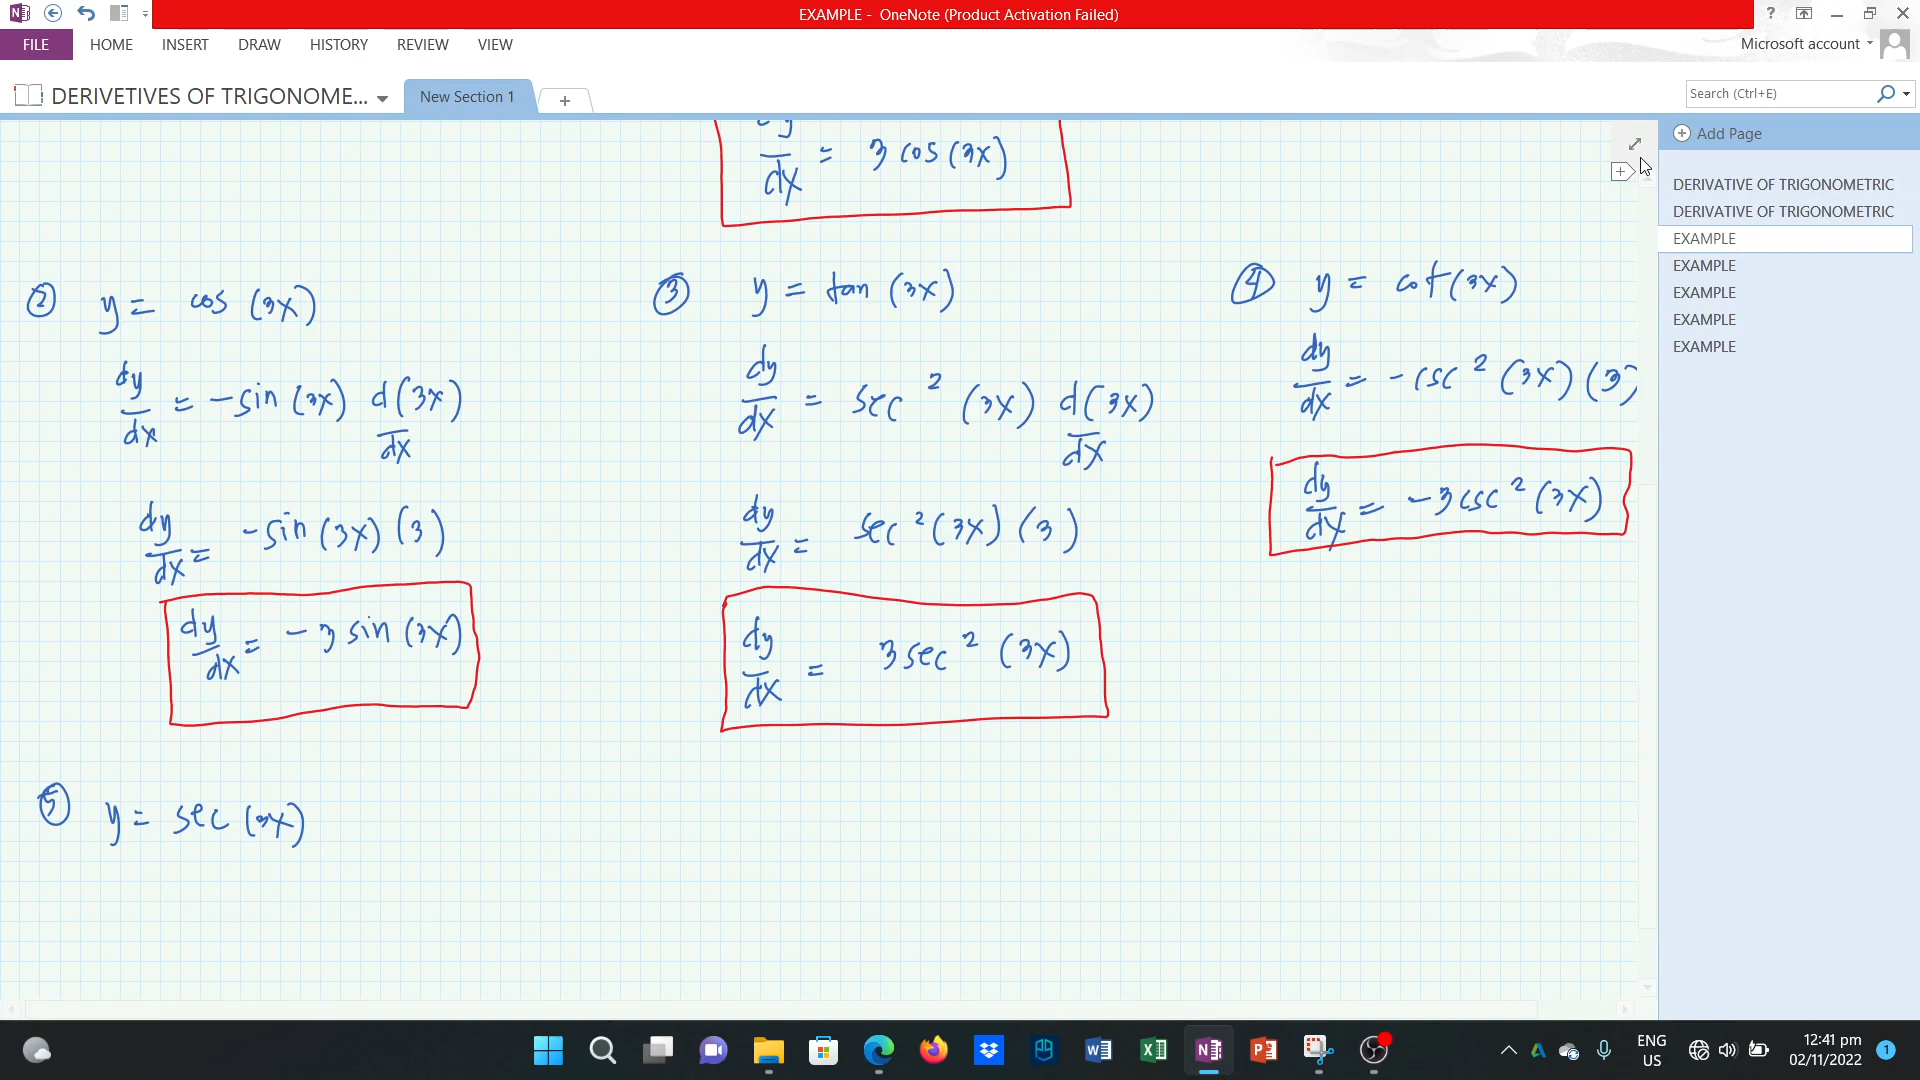 EXAMPLE - OneNote (Product Activation Failed)
?
FILE HOME INSERT DRAW HISTORY REVIEW VIEW
Microsoft account
DERIVETIVES OF TRIGONOME...
New Section 1
Search (Ctrl+E)
Add Page
DERIVATIVE OF TRIGONOMETRIC
DERIVATIVE OF TRIGONOMETRIC
EXAMPLE
EXAMPLE
EXAMPLE
EXAMPLE
EXAMPLE
dy/dx = 3 cos (3x)
② y = cos (3x)
dy/dx = -sin (3x) d(3x)/dx
dy/dx = -sin (3x) (3)
dy/dx = -3 sin (3x)
③ y = tan (3x)
dy/dx = sec² (3x) d(3x)/dx
dy/dx = sec² (3x) (3)
dy/dx = 3 sec² (3x)
④ y = cot (3x)
dy/dx = -csc² (3x) (3)
dy/dx = -3 csc² (3x)
⑤ y = sec (3x)
ENG
US
12:41 pm
02/11/2022
1